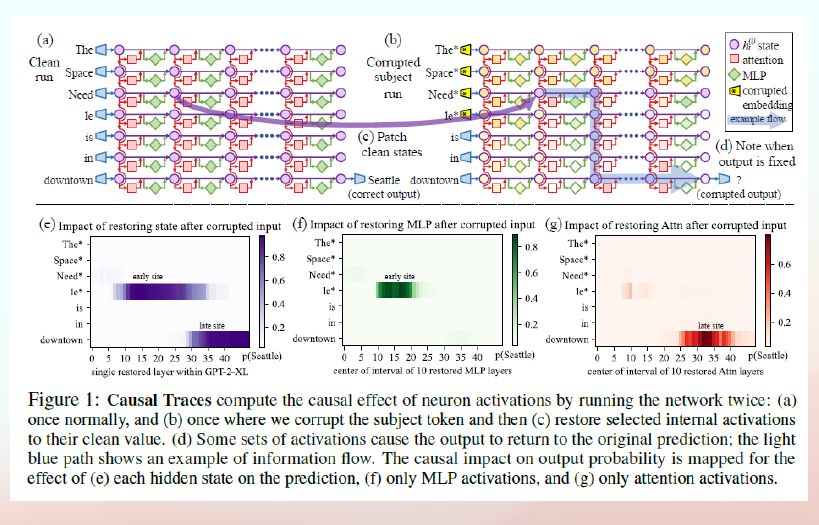 (a)
Clean
run
The
Space
Need
le
is
in
downtown
Seattle
(correct output)
(b)
Corrupted
subject
run
The*
Space*
Need*
le*
is
in
downtown
?
(corrupted output)
(c) Patch
clean states
(d) Note when
output is fixed
state
attention
MLP
corrupted
embedding
example flow
(e) Impact of restoring state after corrupted input
The*
Space*
Need*
le*
is
in
downtown
early site
late site
0 5 10 15 20 25 30 35 40
single restored layer within GPT-2-XL
0.8
0.6
0.4
0.2
p(Seattle)
(f) Impact of restoring MLP after corrupted input
early site
0 5 10 15 20 25 30 35 40
center of interval of 10 restored MLP layers
0.8
0.6
0.4
0.2
p(Seattle)
(g) Impact of restoring Attn after corrupted input
The*
Space*
Need*
le*
is
in
downtown
late site
0 5 10 15 20 25 30 35 40
center of interval of 10 restored Attn layers
0.6
0.4
0.2
p(Seattle)
Figure 1: Causal Traces compute the causal effect of neuron activations by running the network twice: (a)
once normally, and (b) once where we corrupt the subject token and then (c) restore selected internal activations
to their clean value. (d) Some sets of activations cause the output to return to the original prediction; the light
blue path shows an example of information flow. The causal impact on output probability is mapped for the
effect of (e) each hidden state on the prediction, (f) only MLP activations, and (g) only attention activations.